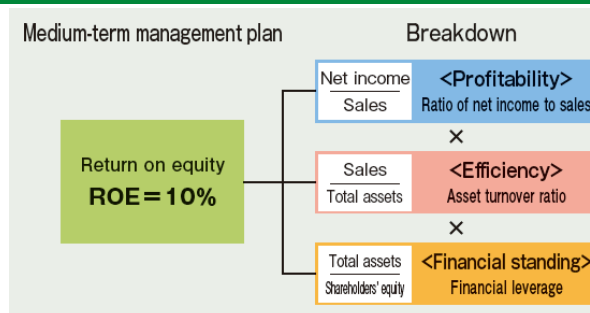 Medium-term management plan
Breakdown
Return on equity
ROE=10%
Net income
Sales
<Profitability>
Ratio of net income to sales
×
Sales
Total assets
<Efficiency>
Asset turnover ratio
×
Total assets
Shareholders' equity
<Financial standing>
Financial leverage